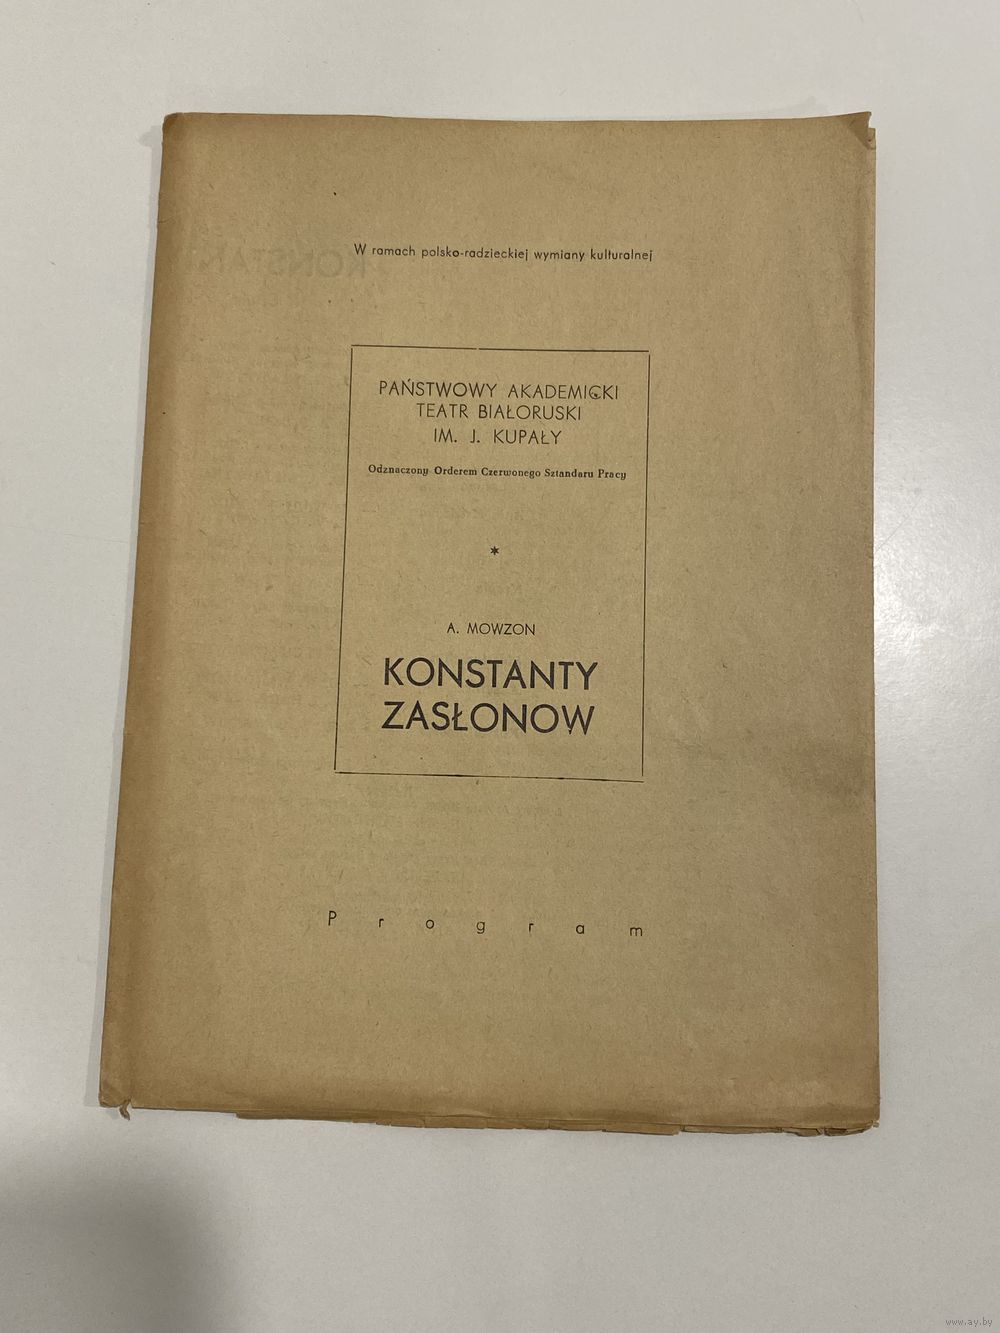 W ramach polsko-radzieckiej wymiany kulturalnej
PAŃSTWOWY AKADEMICKI
TEATR BIAŁORUSKI
IM. J. KUPAŁY
Odznaczony Orderem Czerwonego Sztandaru Pracy
*
A. MOWZON
KONSTANTY
ZASŁONOW
Program
www.ay.by